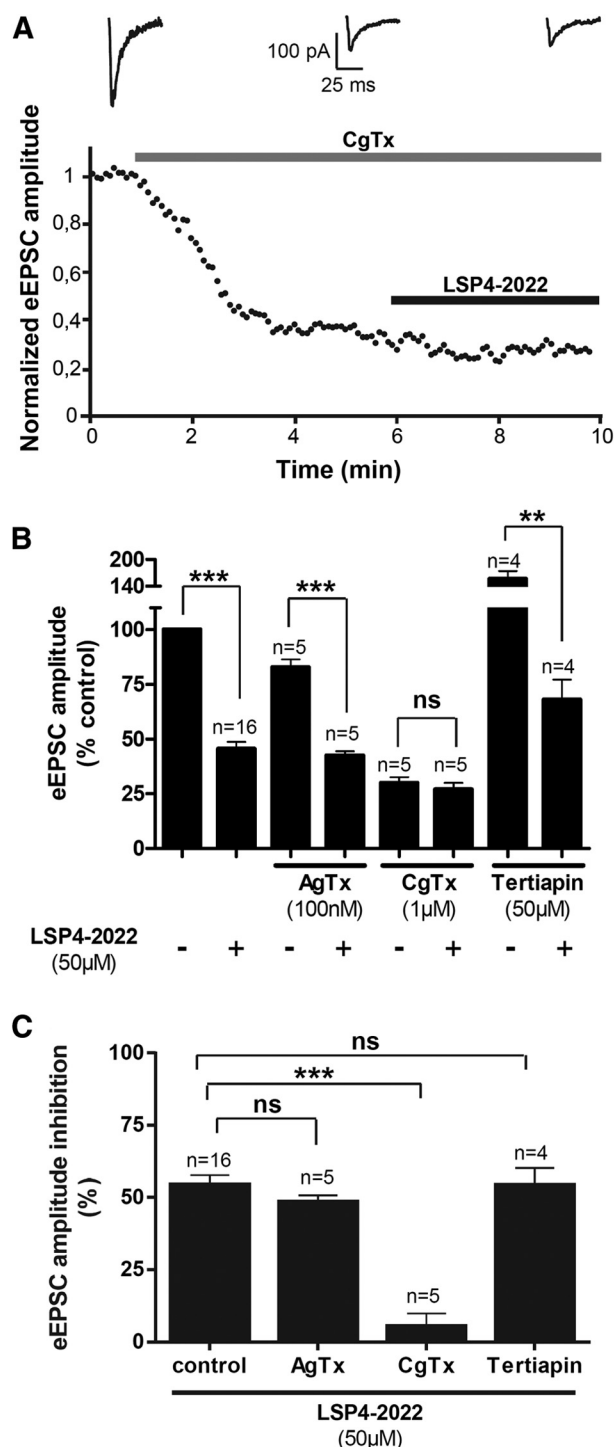 A
100 pA
25 ms
CgTx
LSP4-2022
1
0,8
0,6
0,4
0,2
0
0 2 4 6 8 10
Normalized eEPSC amplitude
Time (min)
B
200
140
100
75
50
25
0
eEPSC amplitude
(% control)
*** *** ns **
n=16 n=5 n=5 n=5 n=5 n=4 n=4
AgTx CgTx Tertiapin
(100nM) (1µM) (50µM)
LSP4-2022
(50µM)
- + - + - + - +
C
100
75
50
25
0
eEPSC amplitude inhibition
(%)
ns
***
ns
n=16 n=5 n=5 n=4
control AgTx CgTx Tertiapin
LSP4-2022
(50µM)